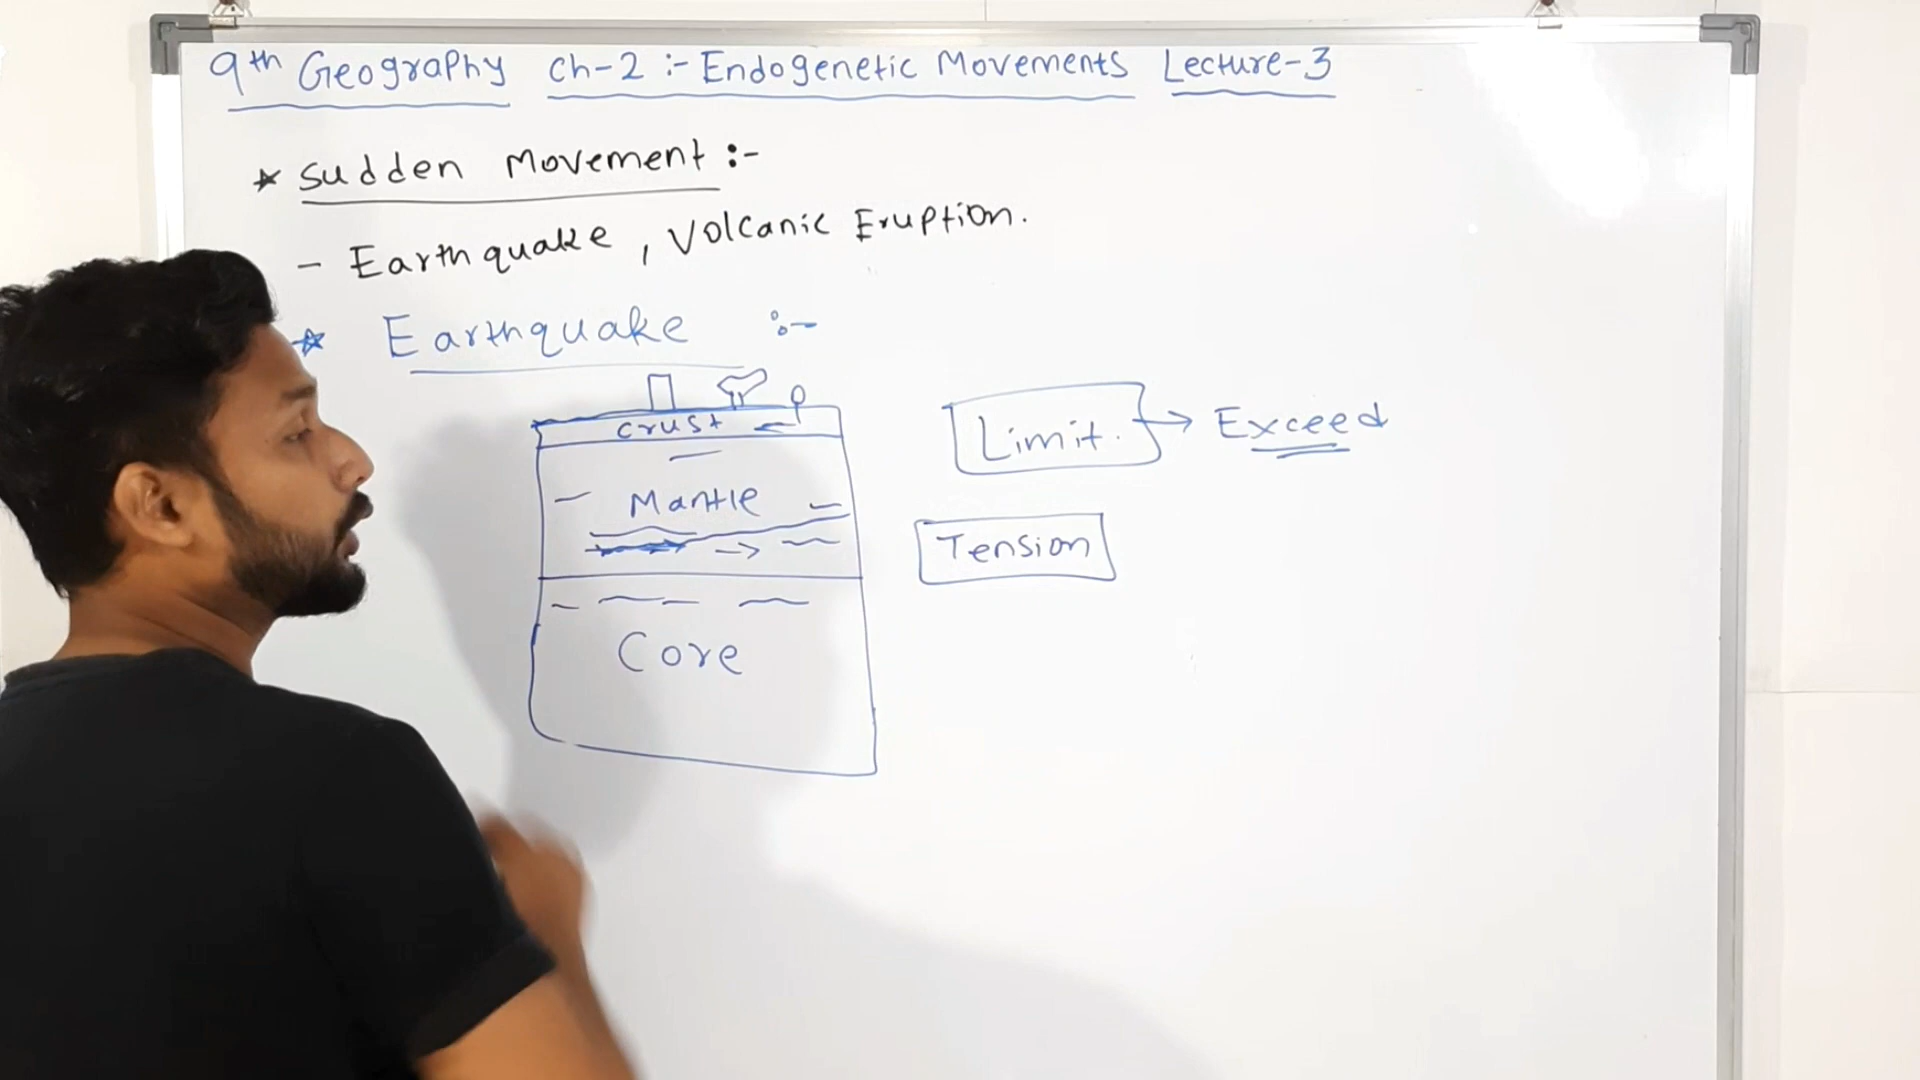 9th Geography Ch-2 :- Endogenetic Movements Lecture-3
* Sudden Movement :-
- Earthquake, Volcanic Eruption.
* Earthquake :-
Crust
Limit. → Exceed
Mantle
Tension
Core